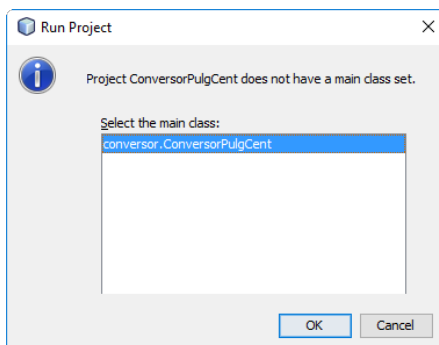 Run Project
Project ConversorPulgCent does not have a main class set.
Select the main class:
conversor.ConversorPulgCent
OK Cancel